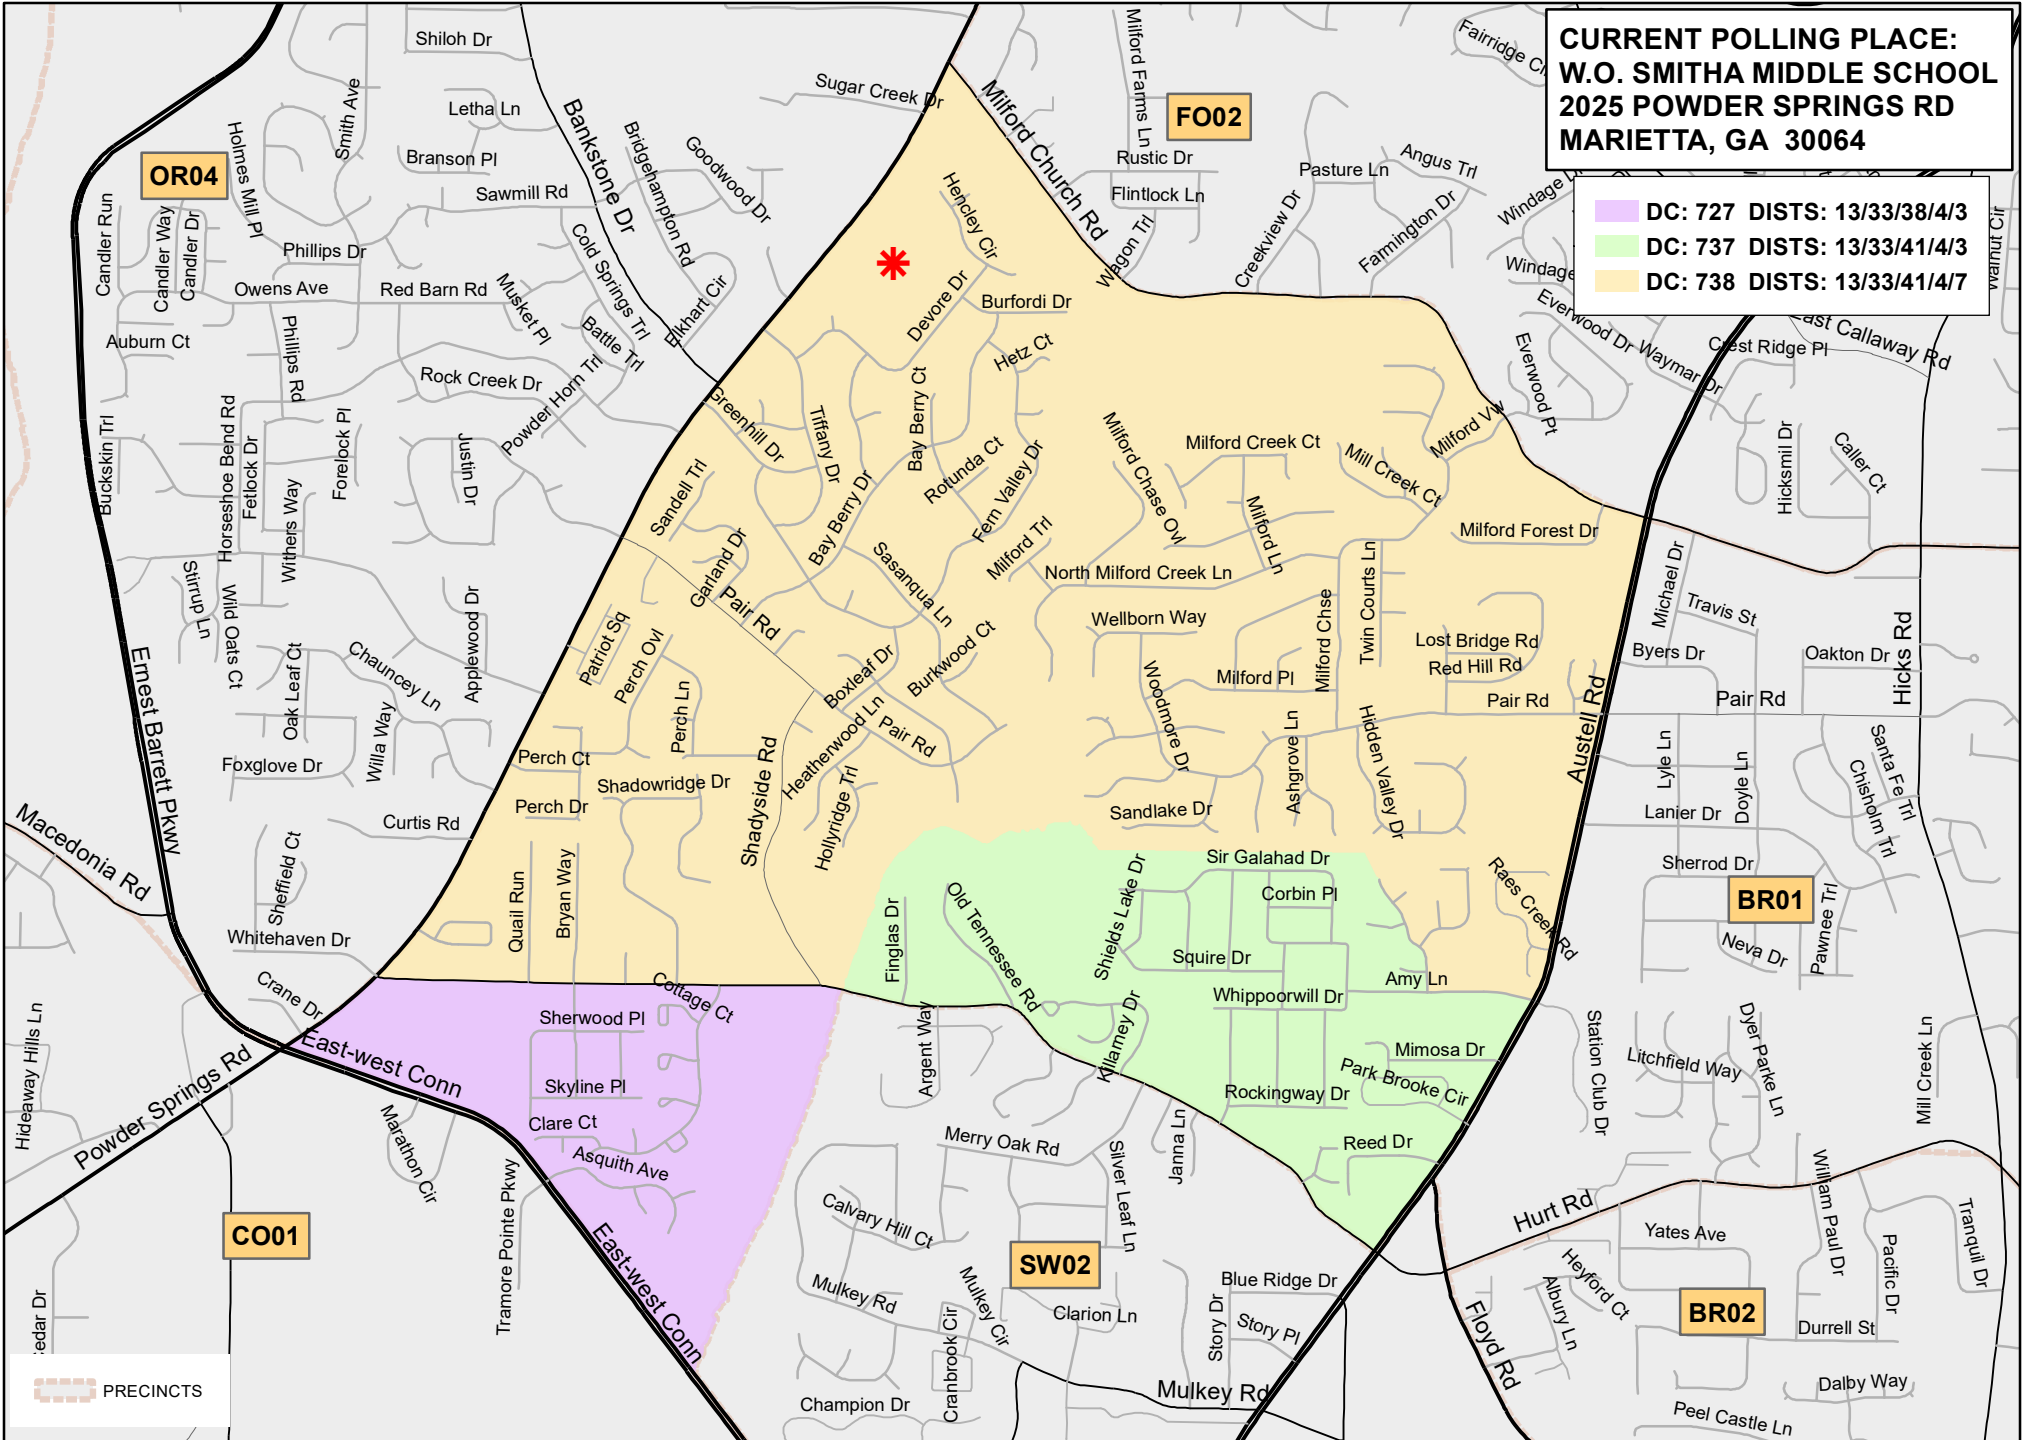 CURRENT POLLING PLACE:
W.O. SMITHA MIDDLE SCHOOL
2025 POWDER SPRINGS RD
MARIETTA, GA 30064
DC: 727 DISTS: 13/33/38/4/3
DC: 737 DISTS: 13/33/41/4/3
DC: 738 DISTS: 13/33/41/4/7
Shiloh Dr
Smith Ave
Letha Ln
Branson Pl
Sawmill Rd
Holmes Mill Pl
OR04
Candler Run
Candler Way
Candler Dr
Phillips Dr
Owens Ave
Red Barn Rd
Auburn Ct
Phillips Rd
Musket Pl
Cold Springs Trl
Battle Trl
Elkhart Cir
Bankstone Dr
Bridgehampton Rd
Goodwood Dr
Sugar Creek Dr
Rock Creek Dr
Powder Horn Trl
Buckskin Trl
Horseshoe Bend Rd
Fetlock Dr
Forelock Pl
Justin Dr
Withers Way
Stirrup Ln
Wild Oats Ct
Oak Leaf Ct
Chauncey Ln
Applewood Dr
Willa Way
Foxglove Dr
Curtis Rd
Sheffield Ct
Whitehaven Dr
Crane Dr
Ernest Barrett Pkwy
Macedonia Rd
Hideaway Hills Ln
Powder Springs Rd
East-west Conn
Marathon Cir
Tramore Pointe Pkwy
CO01
East-west Conn
PRECINCTS
Milford Farms Ln
FO02
Fairridge
Milford Church Rd
Rustic Dr
Flintlock Ln
Wagon Trl
Pasture Ln
Angus Trl
Creekview Dr
Farmington Dr
Windage
Windage
Everwood Dr
Waymar Dr
Everwood Pt
Crest Ridge Pl
East Callaway Rd
Walnut Cir
Hicksmil Dr
Caller Ct
Hencley Cir
Devore Dr
Burfordi Dr
Hetz Ct
Greenhill Dr
Tiffany Dr
Bay Berry Ct
Bay Berry Dr
Rotunda Ct
Fern Valley Dr
Sandell Trl
Garland Dr
Sasanqua Ln
Milford Trl
Milford Chase Ovl
Milford Creek Ct
Mill Creek Ct
Milford Vw
Milford Ln
Milford Forest Dr
North Milford Creek Ln
Twin Courts Ln
Milford Chse
Wellborn Way
Milford Pl
Woodmore Dr
Lost Bridge Rd
Red Hill Rd
Pair Rd
Pair Rd
Patriot Sq
Perch Ovl
Perch Ln
Perch Ct
Perch Dr
Shadowridge Dr
Shadyside Rd
Boxleaf Dr
Burkwood Ct
Heatherwood Ln
Pair Rd
Hollyridge Trl
Quail Run
Bryan Way
Sandlake Dr
Ashgrove Ln
Hidden Valley Dr
Raes Creek Rd
Austell Rd
Michael Dr
Travis St
Byers Dr
Oakton Dr
Hicks Rd
Pair Rd
Lyle Ln
Doyle Ln
Santa Fe Trl
Chisholm Trl
Lanier Dr
Sherrod Dr
BR01
Neva Dr
Pawnee Trl
Sir Galahad Dr
Corbin Pl
Shields Lake Dr
Squire Dr
Finglas Dr
Old Tennessee Rd
Whippoorwill Dr
Amy Ln
Killarney Dr
Argent Way
Mimosa Dr
Park Brooke Cir
Rockingway Dr
Reed Dr
Cottage Ct
Sherwood Pl
Skyline Pl
Clare Ct
Asquith Ave
Merry Oak Rd
Silver Leaf Ln
Janna Ln
Calvary Hill Ct
SW02
Mulkey Rd
Mulkey Cir
Cranbrook Cir
Clarion Ln
Champion Dr
Blue Ridge Dr
Story Dr
Story Pl
Mulkey Rd
Station Club Dr
Litchfield Way
Dyer Parke Ln
Mill Creek Ln
Hurt Rd
William Paul Dr
Yates Ave
Heyford Ct
Albury Ln
BR02
Pacific Dr
Tranquil Dr
Durrell St
Floyd Rd
Dalby Way
Peel Castle Ln